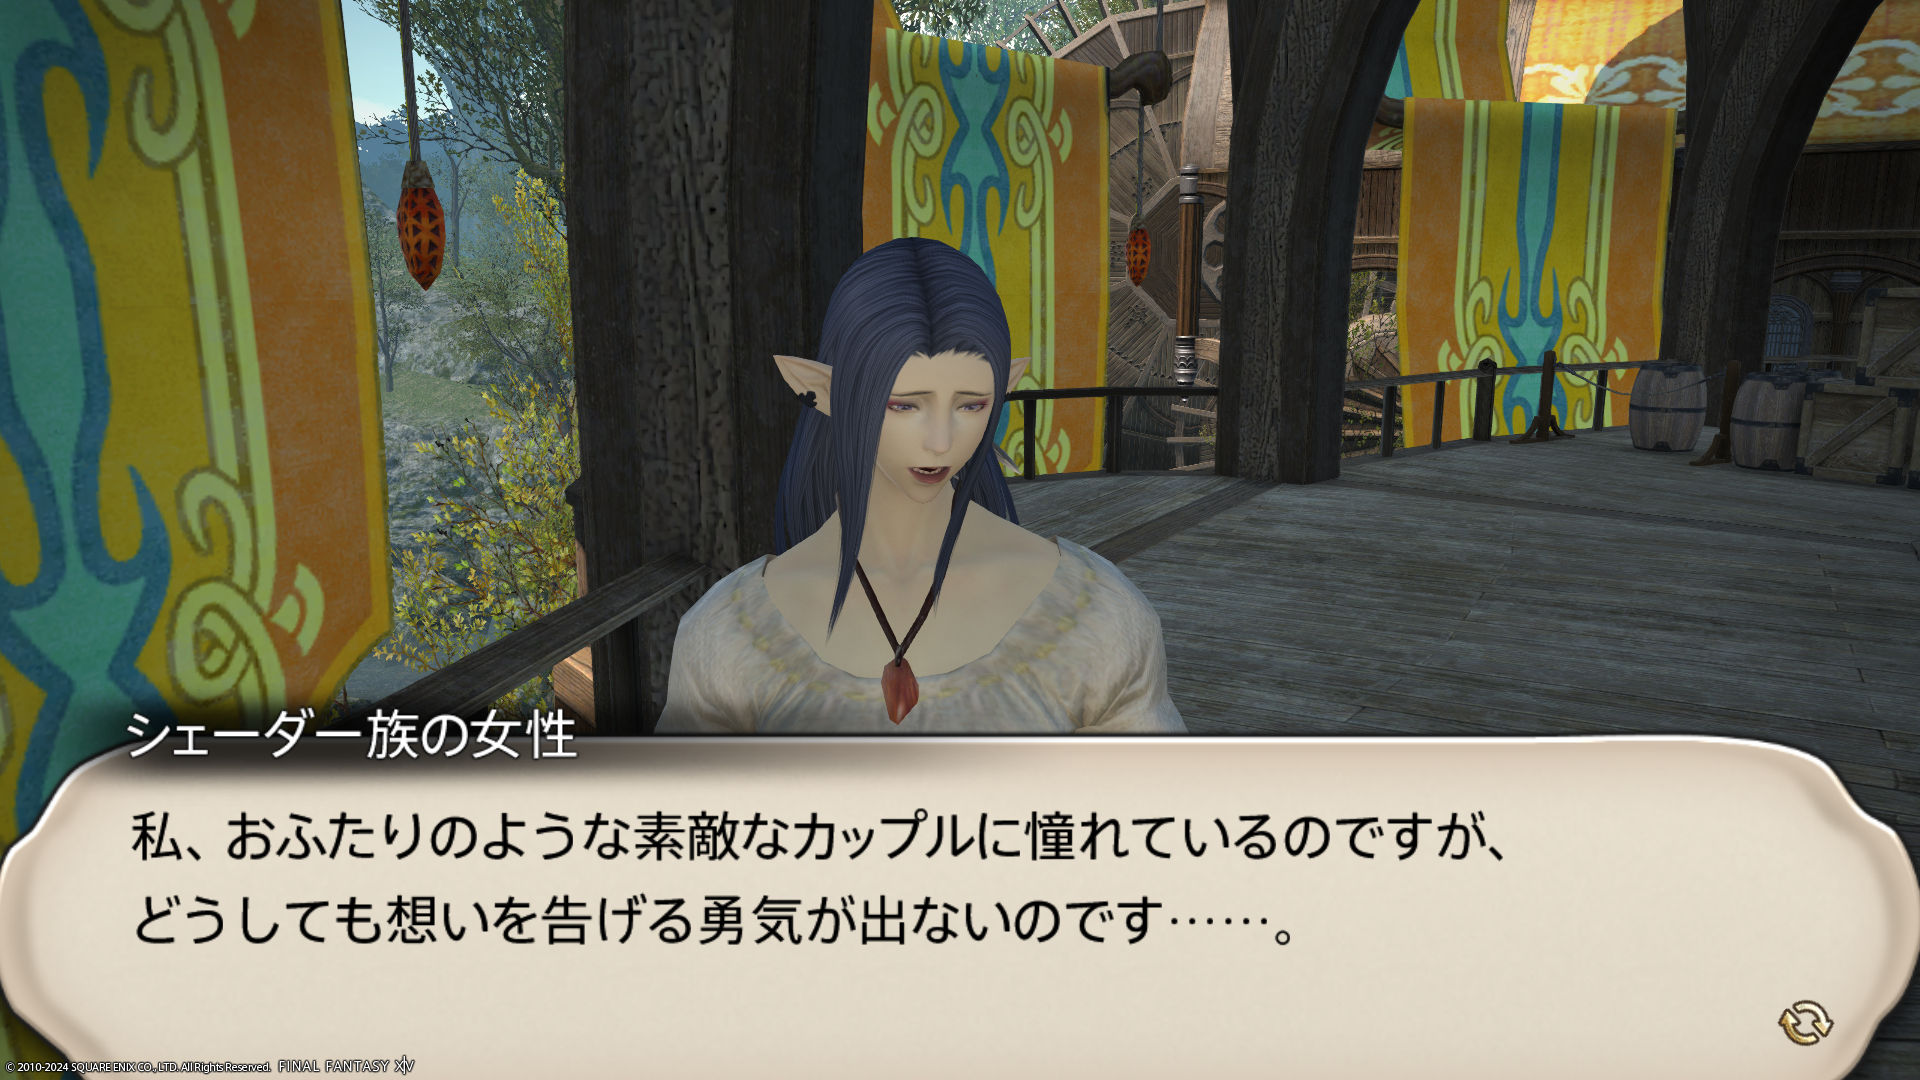 シェーダー族の女性
私、おふたりのような素敵なカップルに憧れているのですが、
どうしても想いを告げる勇気が出ないのです……。
© 2010-2024 SQUARE ENIX CO., LTD. All Rights Reserved. FINAL FANTASY XIV